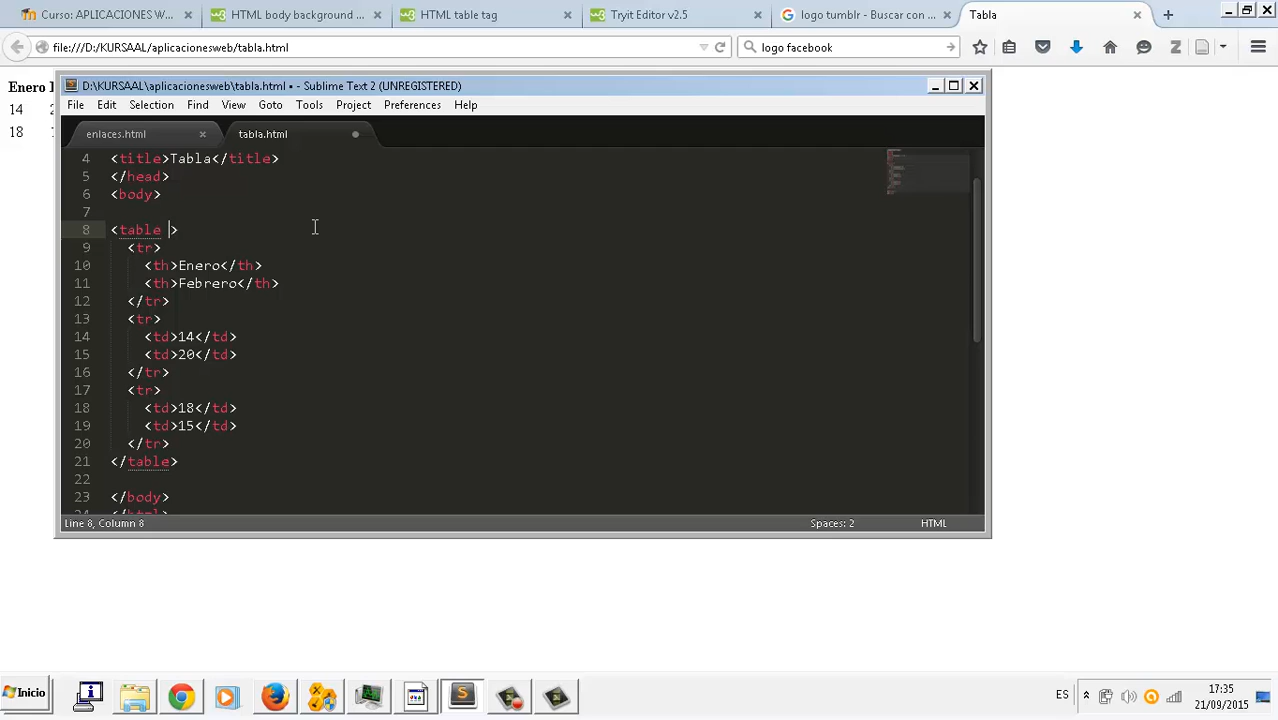 Curso: APLICACIONES W...
HTML body background ...
HTML table tag
Tryit Editor v2.5
logo tumblr - Buscar con ...
Tabla
file:///D:/KURSAAL/aplicacionesweb/tabla.html
logo facebook
Enero
14
18
D:\KURSAAL\aplicacionesweb\tabla.html • - Sublime Text 2 (UNREGISTERED)
File Edit Selection Find View Goto Tools Project Preferences Help
enlaces.html
tabla.html
4 <title>Tabla</title>
5 </head>
6 <body>
7
8 <table >
9 <tr>
10 <th>Enero</th>
11 <th>Febrero</th>
12 </tr>
13 <tr>
14 <td>14</td>
15 <td>20</td>
16 </tr>
17 <tr>
18 <td>18</td>
19 <td>15</td>
20 </tr>
21 </table>
22
23 </body>
Line 8, Column 8
Spaces: 2
HTML
Inicio
ES
17:35
21/09/2015